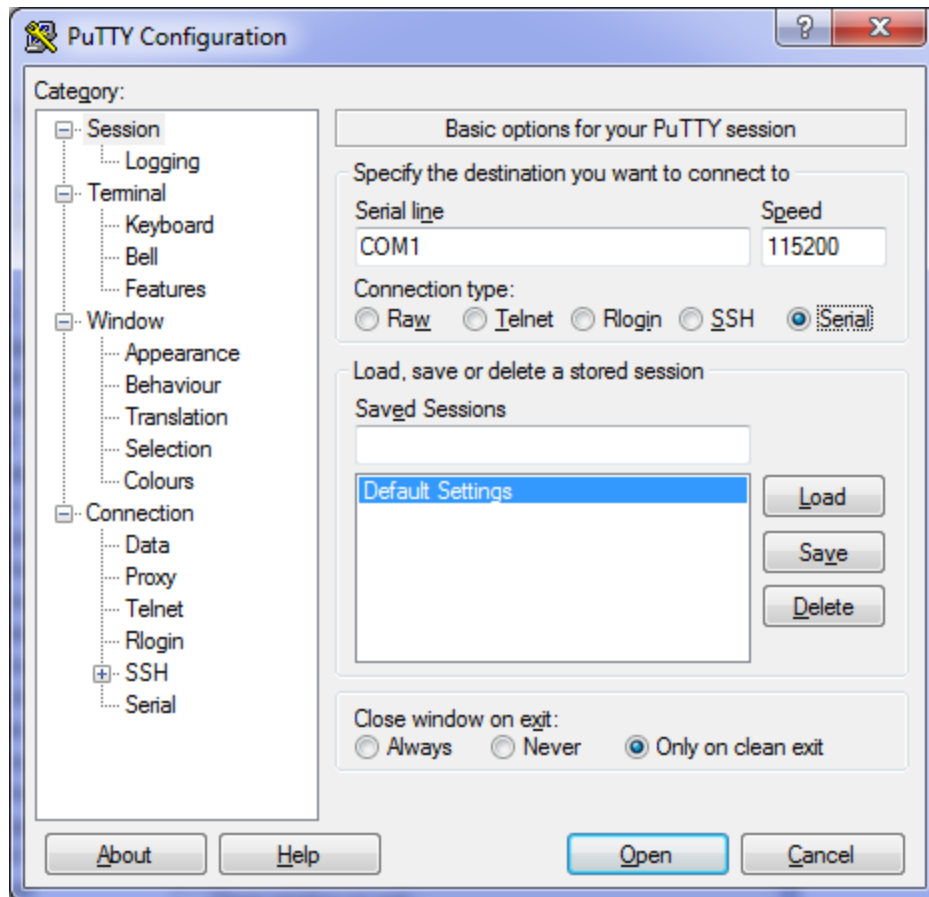 PuTTY Configuration
Category:
Session
Logging
Terminal
Keyboard
Bell
Features
Window
Appearance
Behaviour
Translation
Selection
Colours
Connection
Data
Proxy
Telnet
Rlogin
SSH
Serial
Basic options for your PuTTY session
Specify the destination you want to connect to
Serial line Speed
COM1 115200
Connection type:
Raw Telnet Rlogin SSH Serial
Load, save or delete a stored session
Saved Sessions
Default Settings
Load
Save
Delete
Close window on exit:
Always Never Only on clean exit
About Help Open Cancel